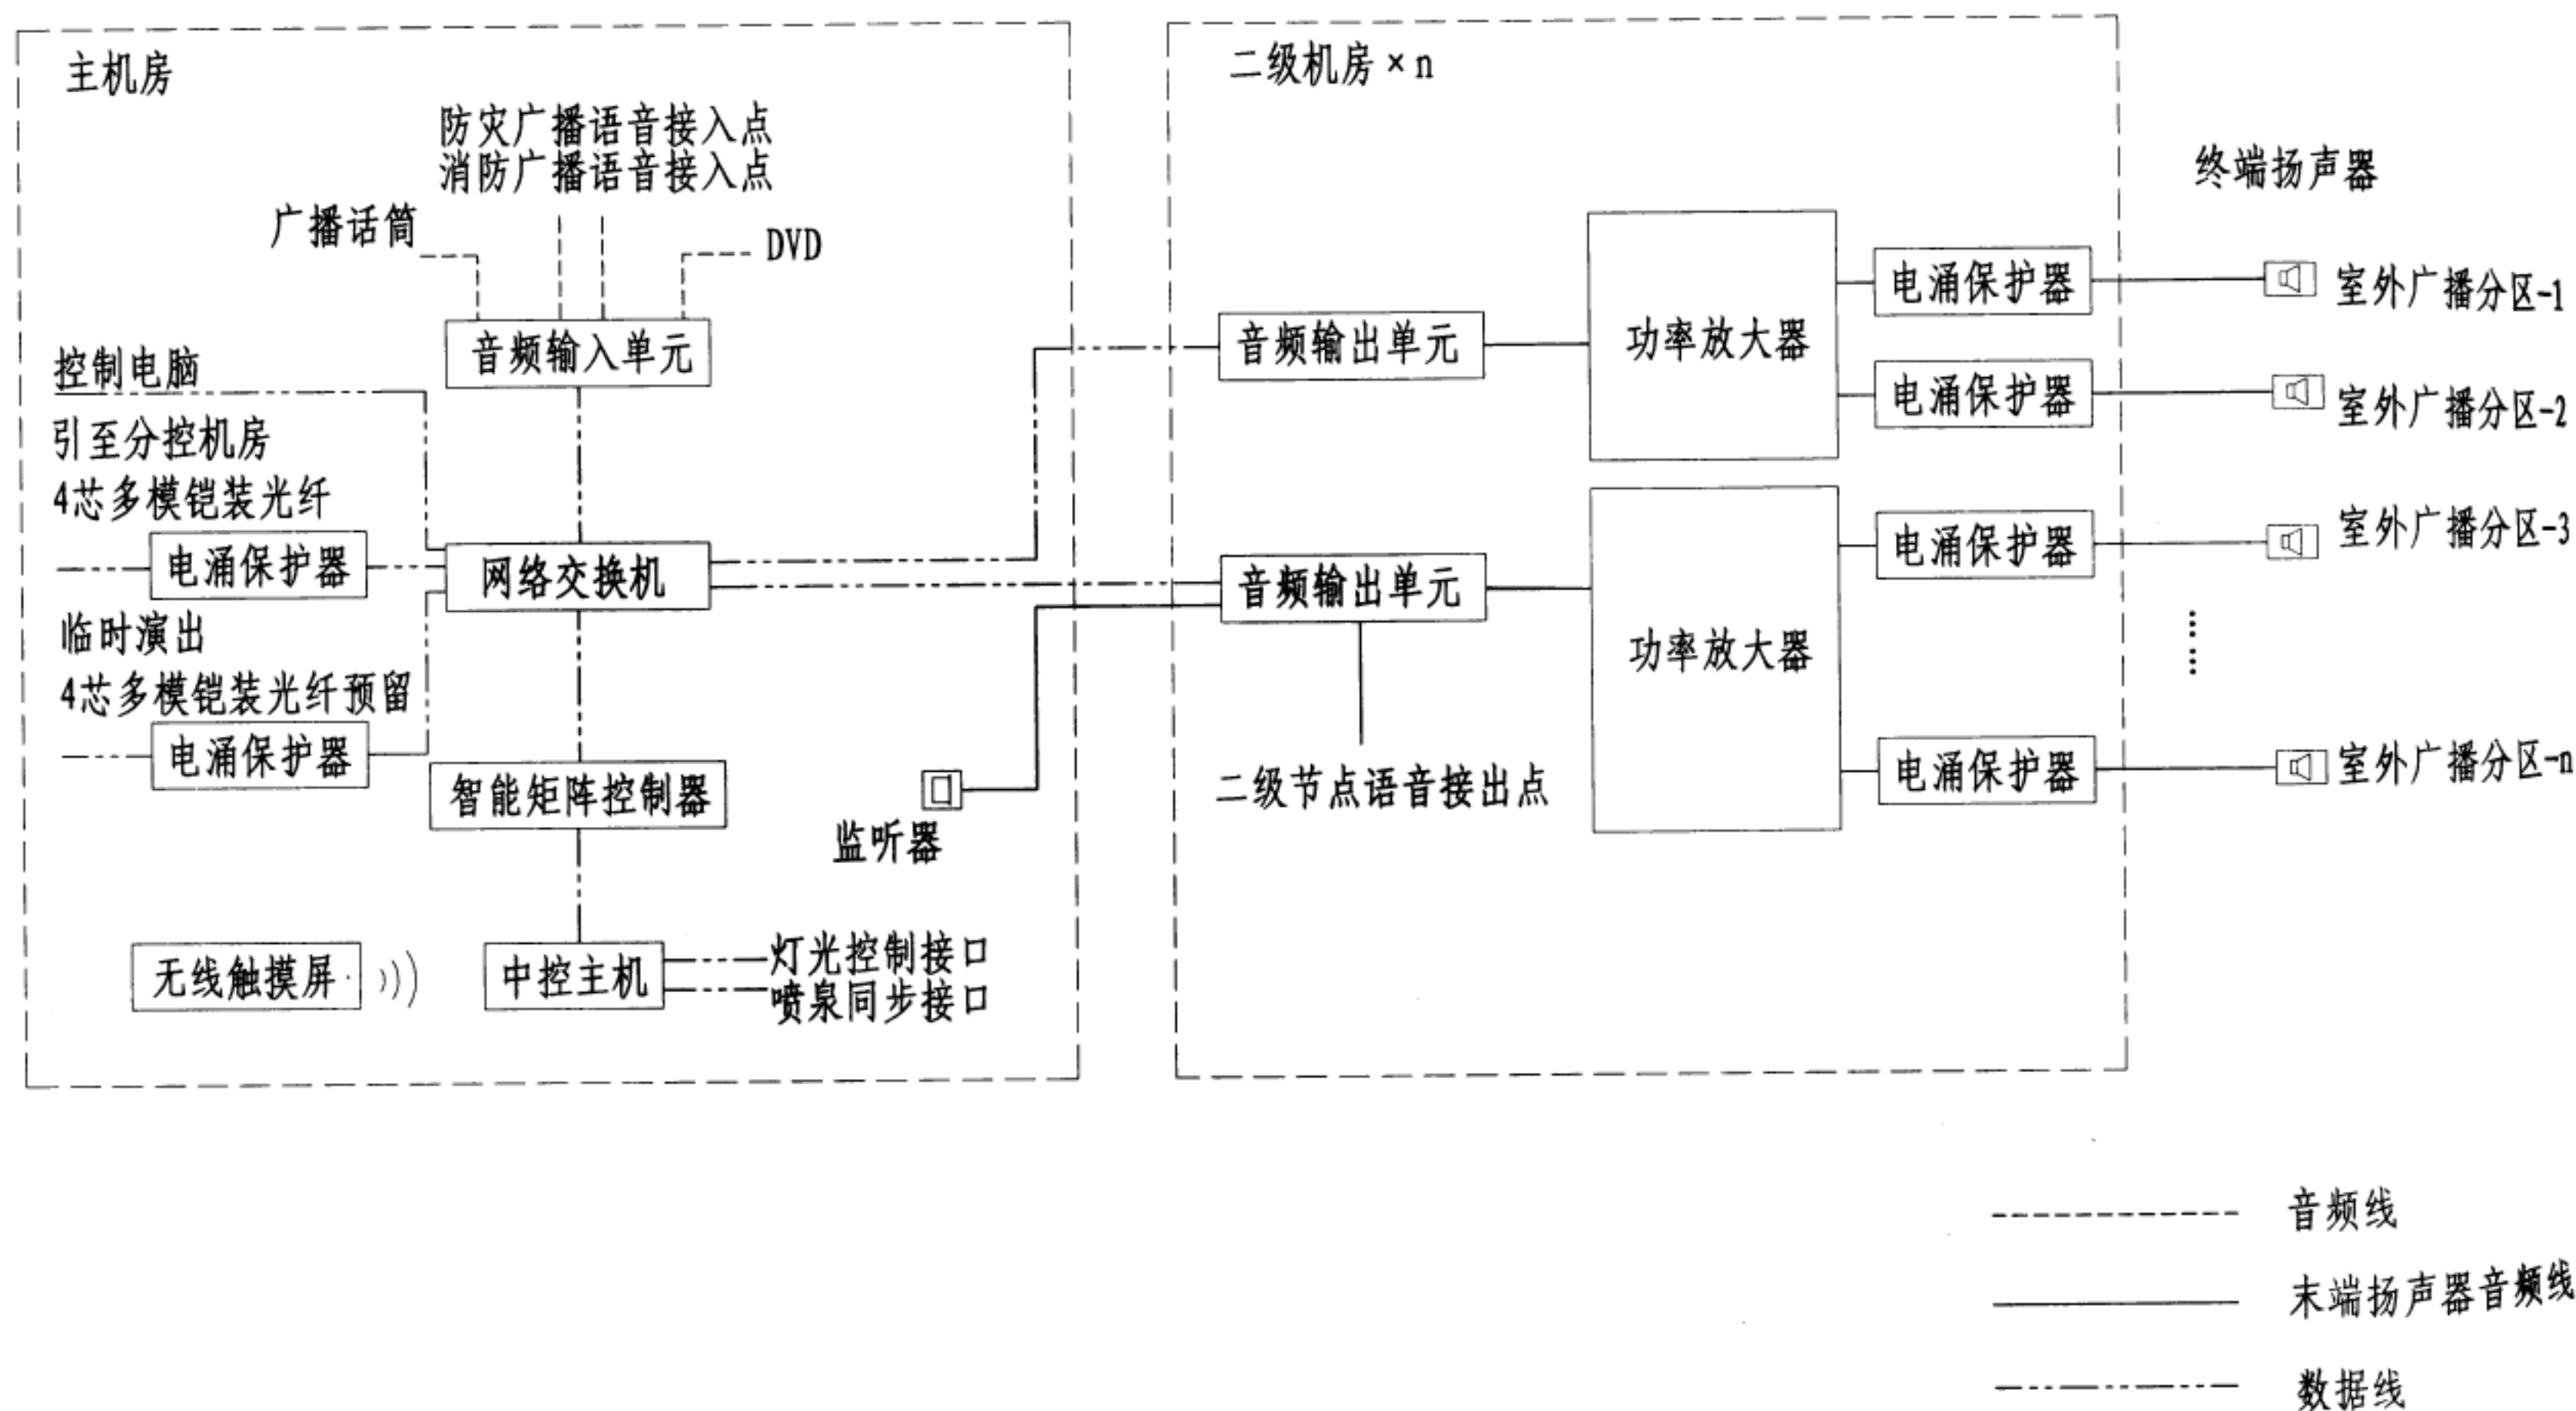 主机房
防灾广播语音接入点
消防广播语音接入点
广播话筒
DVD
音频输入单元
控制电脑
引至分控机房
4芯多模铠装光纤
电涌保护器
网络交换机
临时演出
4芯多模铠装光纤预留
电涌保护器
智能矩阵控制器
监听器
无线触摸屏
中控主机
灯光控制接口
喷泉同步接口
二级机房×n
音频输出单元
功率放大器
电涌保护器
电涌保护器
音频输出单元
功率放大器
电涌保护器
电涌保护器
二级节点语音接出点
终端扬声器
室外广播分区-1
室外广播分区-2
室外广播分区-3
……
室外广播分区-n
音频线
末端扬声器音频线
数据线